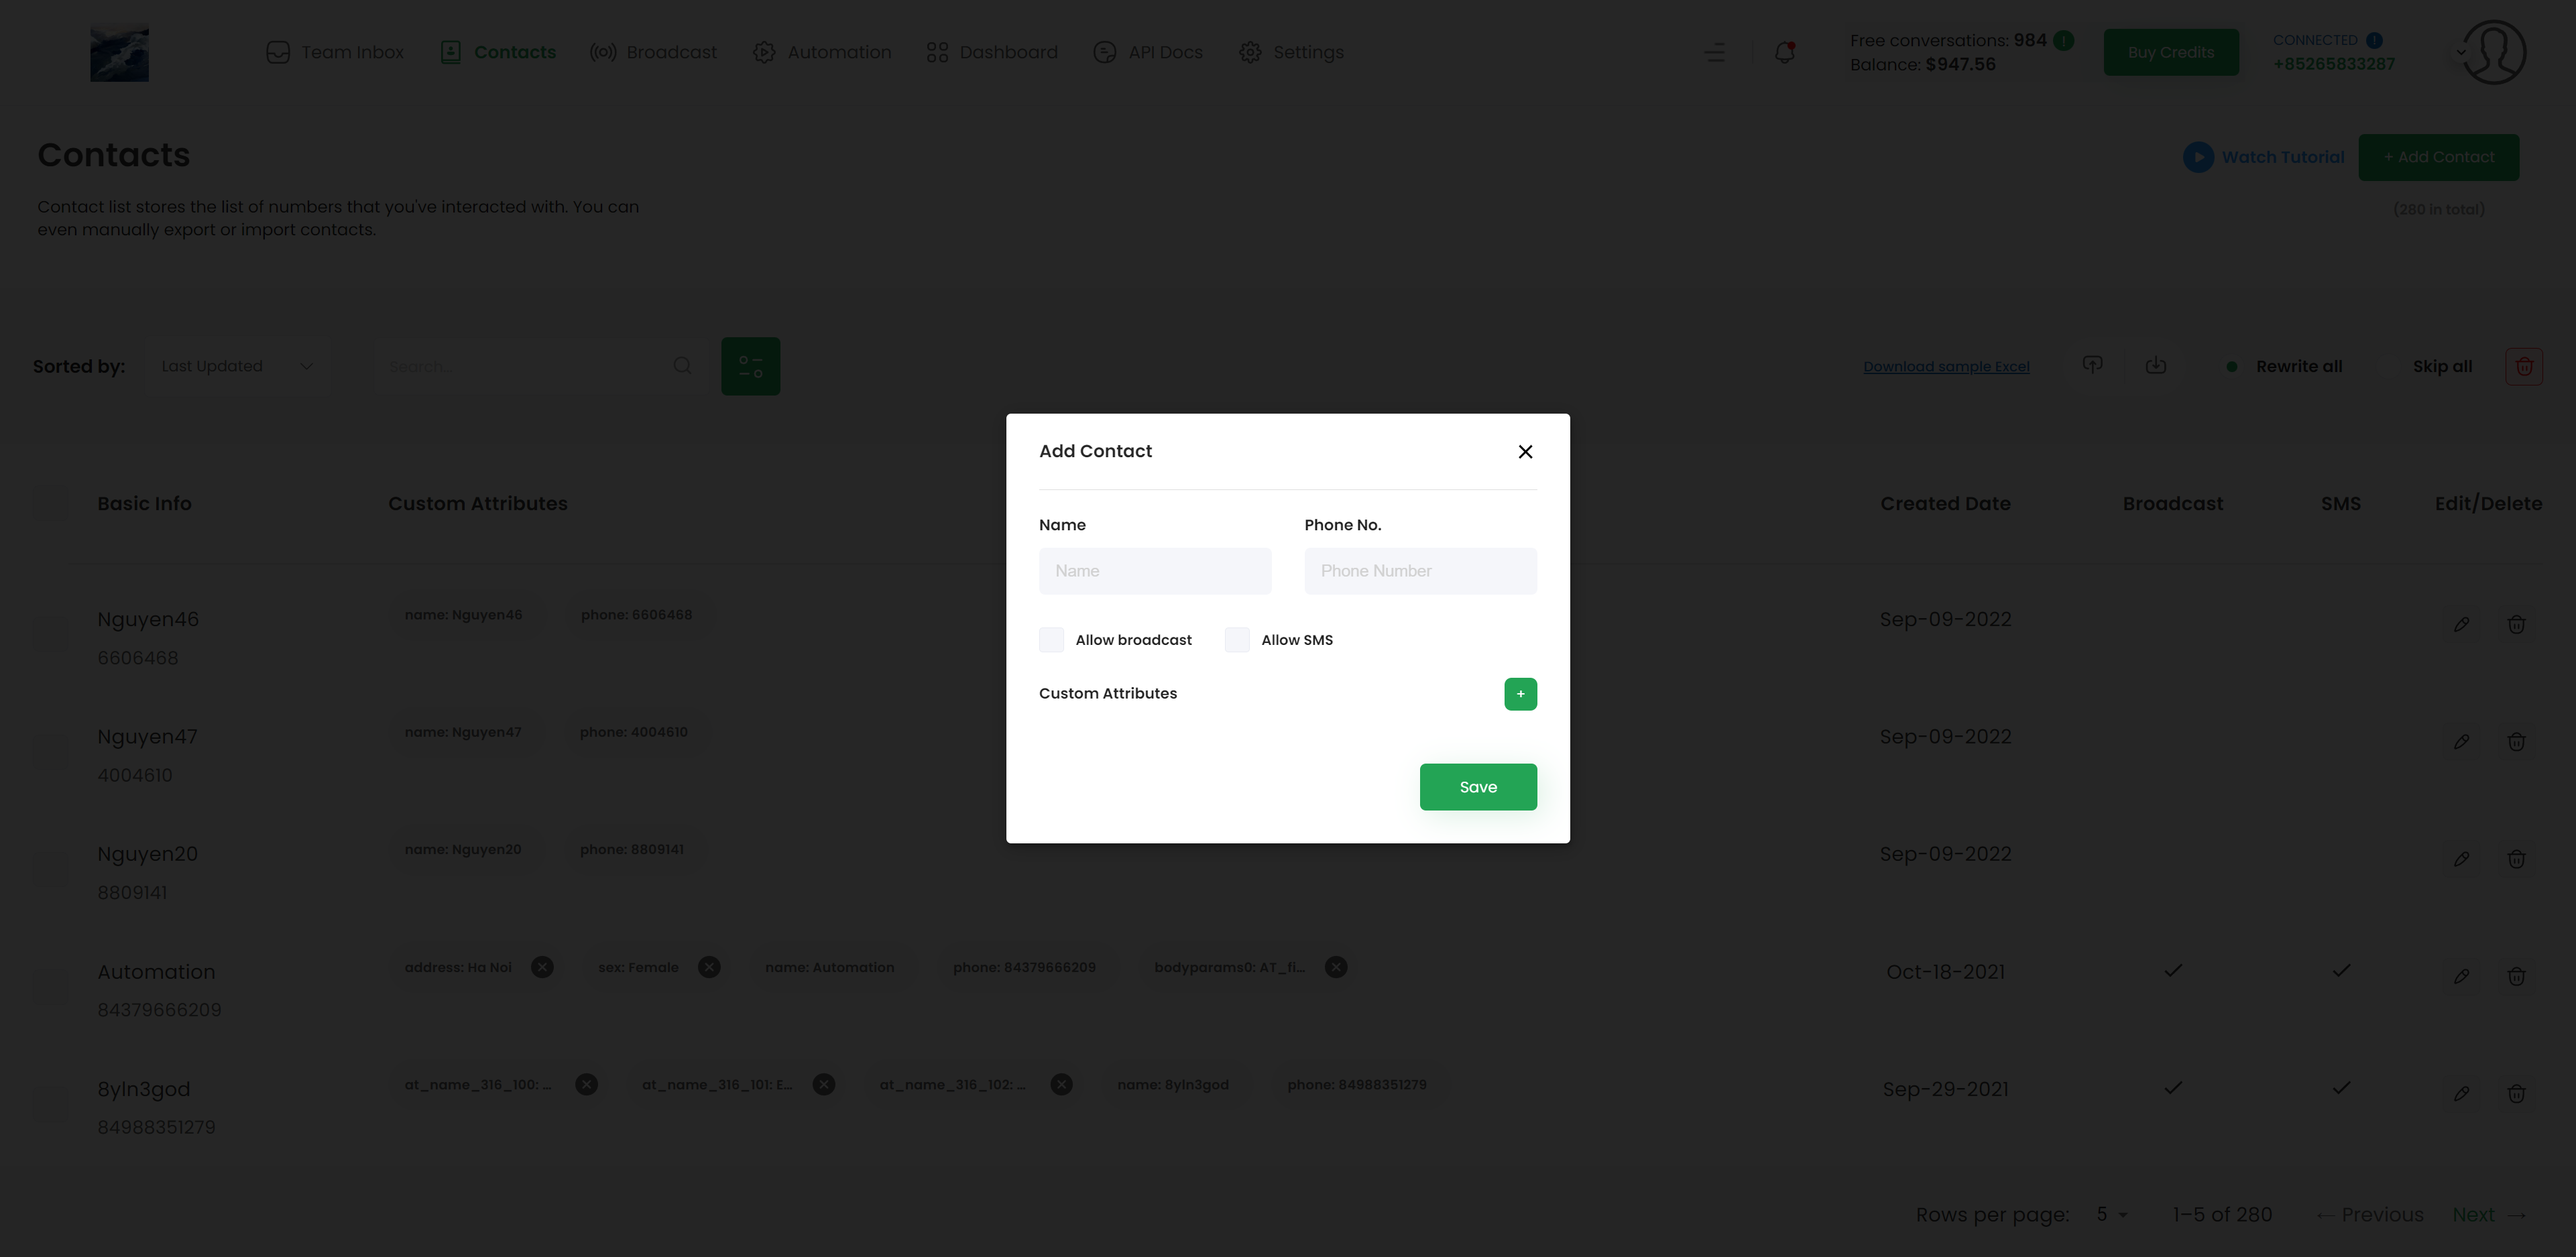 Team Inbox
Contacts
Broadcast
Automation
Dashboard
API Docs
Settings
Free conversations: 984
Balance: $947.56
Buy Credits
CONNECTED
+85265833287
Contacts
Watch Tutorial
+ Add Contact
Contact list stores the list of numbers that you've interacted with. You can
even manually export or import contacts.
(280 in total)
Sorted by:
Last Updated
Search...
Download sample Excel
Rewrite all
Skip all
Add Contact
Name
Phone No.
Name
Phone Number
Allow broadcast
Allow SMS
Custom Attributes
+
Save
Basic Info
Custom Attributes
Created Date
Broadcast
SMS
Edit/Delete
Nguyen46
6606468
name: Nguyen46
phone: 6606468
Sep-09-2022
Nguyen47
4004610
name: Nguyen47
phone: 4004610
Sep-09-2022
Nguyen20
8809141
name: Nguyen20
phone: 8809141
Sep-09-2022
Automation
84379666209
address: Ha Noi
sex: Female
name: Automation
phone: 84379666209
bodyparams0: AT_fi...
Oct-18-2021
8yln3god
84988351279
at_name_316_100: ...
at_name_316_101: E...
at_name_316_102: ...
name: 8yln3god
phone: 84988351279
Sep-29-2021
Rows per page:
5
1-5 of 280
← Previous
Next →